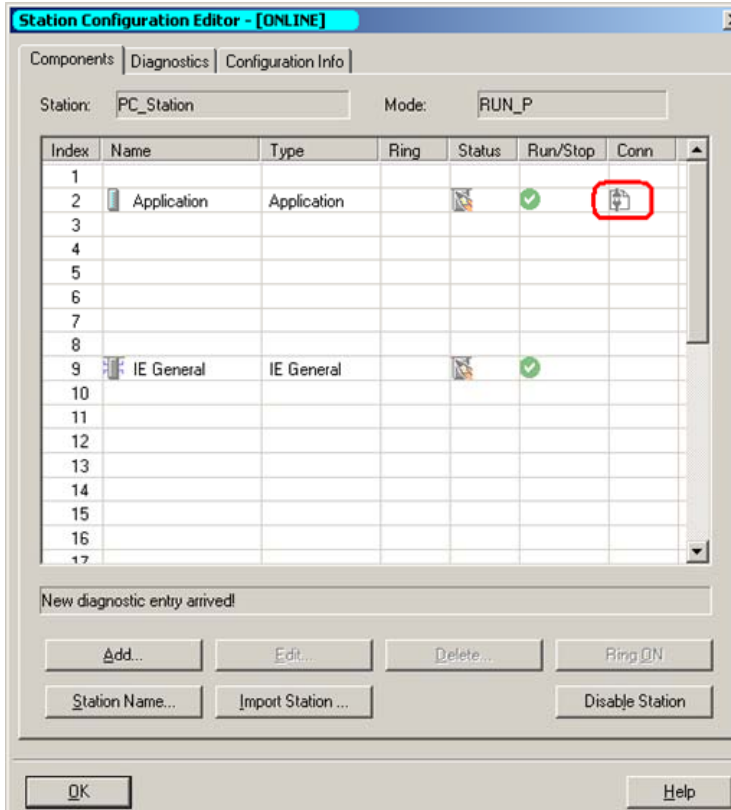 Station Configuration Editor - [ONLINE]
Components Diagnostics Configuration Info
Station: PC_Station Mode: RUN_P
Index Name Type Ring Status Run/Stop Conn
1
2 Application Application
3
4
5
6
7
8
9 IE General IE General
10
11
12
13
14
15
16
17
New diagnostic entry arrived!
Add... Edit... Delete... Ring ON
Station Name... Import Station ... Disable Station
OK Help